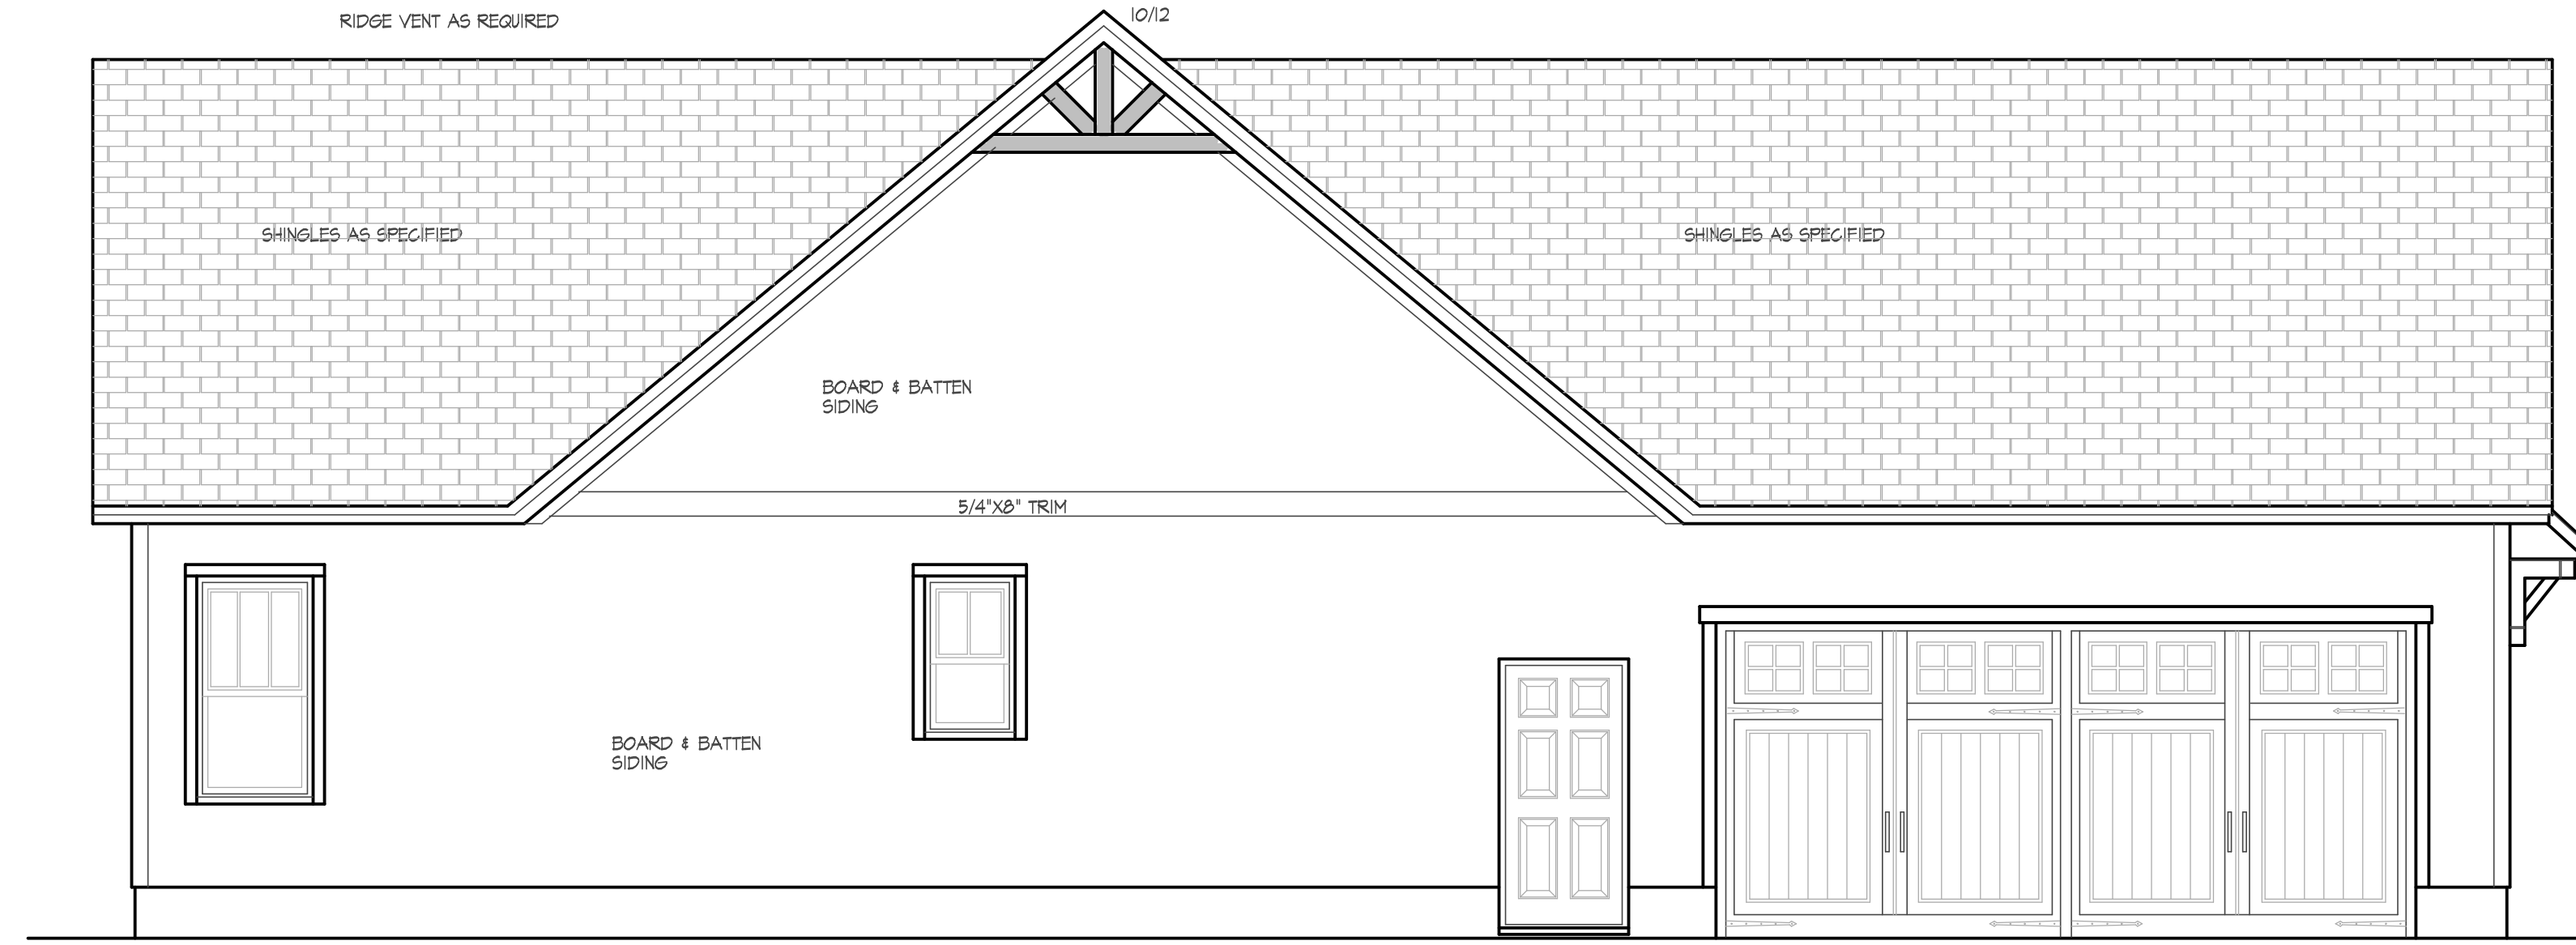 RIDGE VENT AS REQUIRED
10/12
SHINGLES AS SPECIFIED
SHINGLES AS SPECIFIED
BOARD & BATTEN
SIDING
5/4"X8" TRIM
BOARD & BATTEN
SIDING